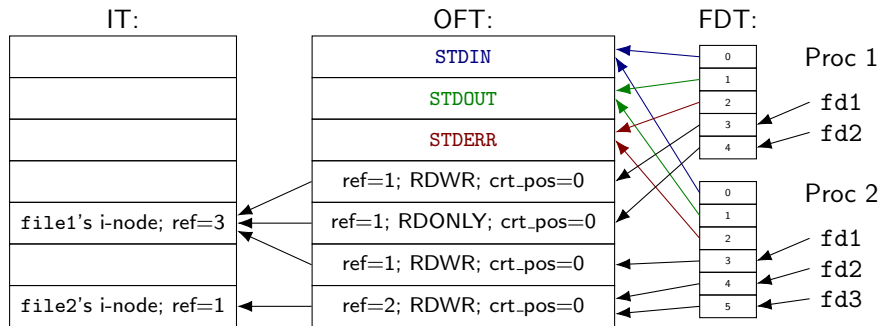 IT:
OFT:
FDT:
STDIN
STDOUT
STDERR
ref=1; RDWR; crt_pos=0
file1's i-node; ref=3
ref=1; RDONLY; crt_pos=0
ref=1; RDWR; crt_pos=0
file2's i-node; ref=1
ref=2; RDWR; crt_pos=0
0
1
2
3
4
Proc 1
fd1
fd2
0
1
2
3
4
5
Proc 2
fd1
fd2
fd3